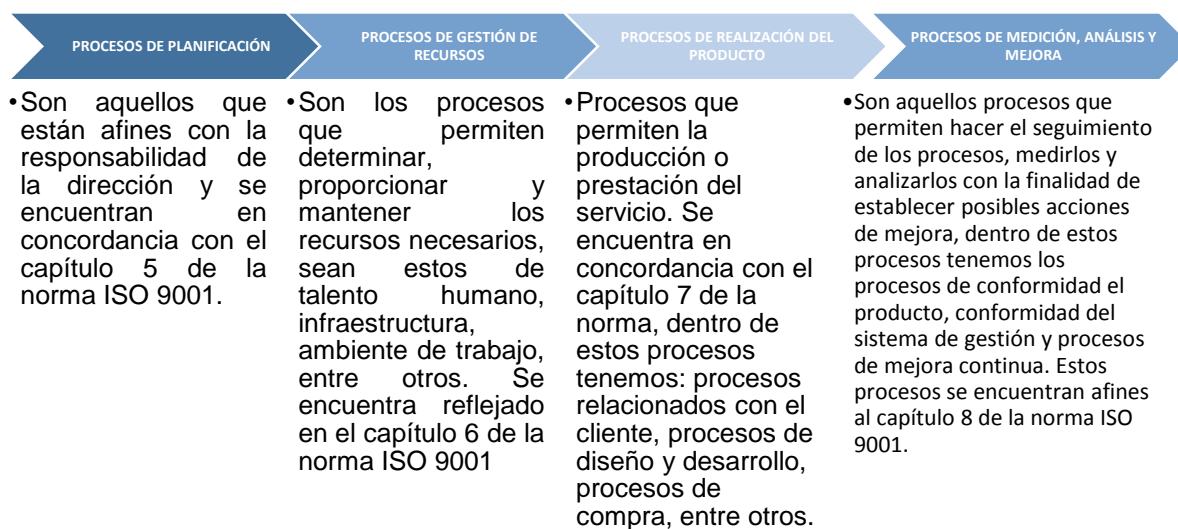 PROCESOS DE PLANIFICACIÓN
PROCESOS DE GESTIÓN DE
RECURSOS
PROCESOS DE REALIZACIÓN DEL
PRODUCTO
PROCESOS DE MEDICIÓN, ANÁLISIS Y
MEJORA
•Son aquellos que
están afines con la
responsabilidad de
la dirección y se
encuentran en
concordancia con el
capítulo 5 de la
norma ISO 9001.
•Son los procesos
que permiten
determinar,
proporcionar y
mantener los
recursos necesarios,
sean estos de
talento humano,
infraestructura,
ambiente de trabajo,
entre otros. Se
encuentra reflejado
en el capítulo 6 de la
norma ISO 9001
•Procesos que
permiten la
producción o
prestación del
servicio. Se
encuentra en
concordancia con el
capítulo 7 de la
norma, dentro de
estos procesos
tenemos: procesos
relacionados con el
cliente, procesos de
diseño y desarrollo,
procesos de
compra, entre otros.
•Son aquellos procesos que
permiten hacer el seguimiento
de los procesos, medirlos y
analizarlos con la finalidad de
establecer posibles acciones
de mejora, dentro de estos
procesos tenemos los
procesos de conformidad el
producto, conformidad del
sistema de gestión y procesos
de mejora continua. Estos
procesos se encuentran afines
al capítulo 8 de la norma ISO
9001.